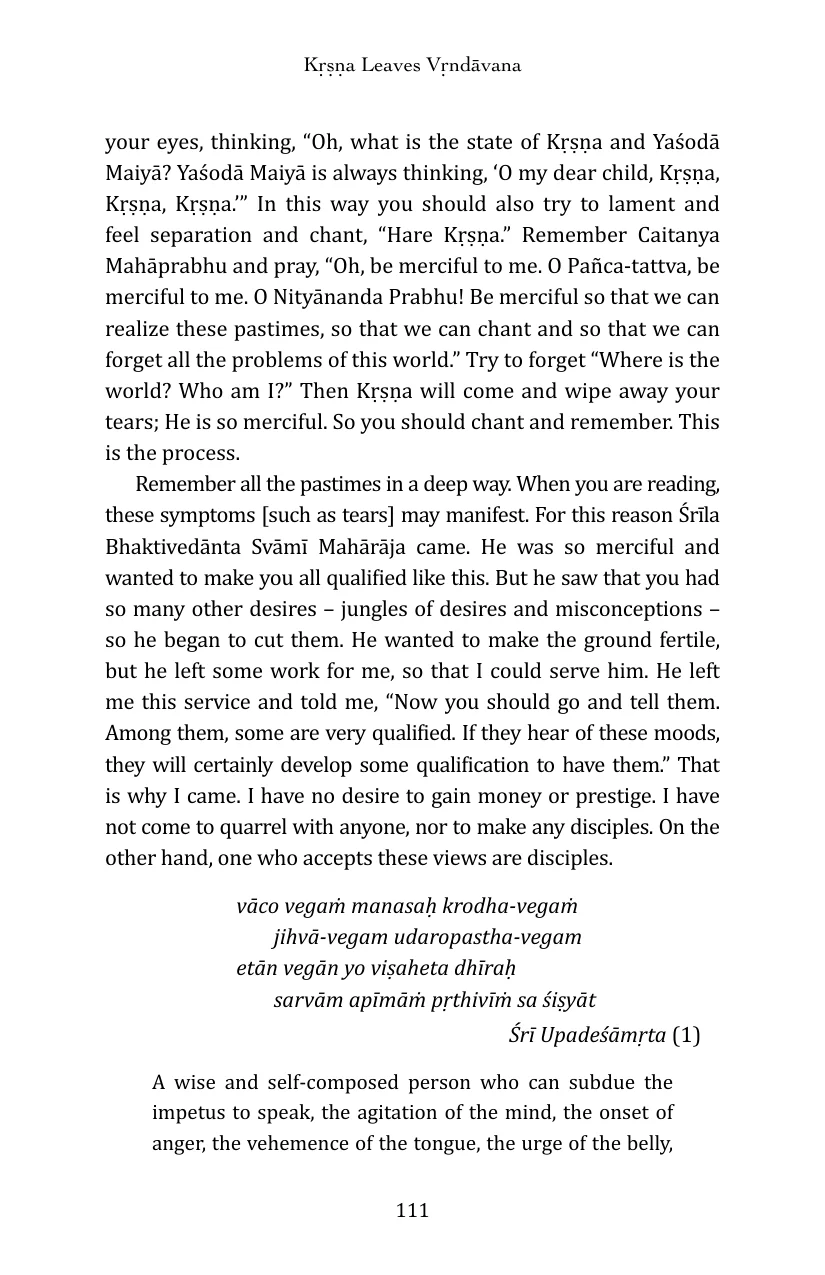 Kṛṣṇa Leaves Vṛndāvana
your eyes, thinking, “Oh, what is the state of Kṛṣṇa and Yaśodā
Maiyā? Yaśodā Maiyā is always thinking, ‘O my dear child, Kṛṣṇa,
Kṛṣṇa, Kṛṣṇa.’” In this way you should also try to lament and
feel separation and chant, “Hare Kṛṣṇa.” Remember Caitanya
Mahāprabhu and pray, “Oh, be merciful to me. O Pañca-tattva, be
merciful to me. O Nityānanda Prabhu! Be merciful so that we can
realize these pastimes, so that we can chant and so that we can
forget all the problems of this world.” Try to forget “Where is the
world? Who am I?” Then Kṛṣṇa will come and wipe away your
tears; He is so merciful. So you should chant and remember. This
is the process.
Remember all the pastimes in a deep way. When you are reading,
these symptoms [such as tears] may manifest. For this reason Śrīla
Bhaktivedānta Svāmī Mahārāja came. He was so merciful and
wanted to make you all qualified like this. But he saw that you had
so many other desires – jungles of desires and misconceptions –
so he began to cut them. He wanted to make the ground fertile,
but he left some work for me, so that I could serve him. He left
me this service and told me, “Now you should go and tell them.
Among them, some are very qualified. If they hear of these moods,
they will certainly develop some qualification to have them.” That
is why I came. I have no desire to gain money or prestige. I have
not come to quarrel with anyone, nor to make any disciples. On the
other hand, one who accepts these views are disciples.
vāco vegaṁ manasaḥ krodha-vegaṁ
jihvā-vegam udaropastha-vegam
etān vegān yo viṣaheta dhīraḥ
sarvām apīmāṁ pṛthivīṁ sa śiṣyāt
Śrī Upadeśāmṛta (1)
A wise and self-composed person who can subdue the
impetus to speak, the agitation of the mind, the onset of
anger, the vehemence of the tongue, the urge of the belly,
111